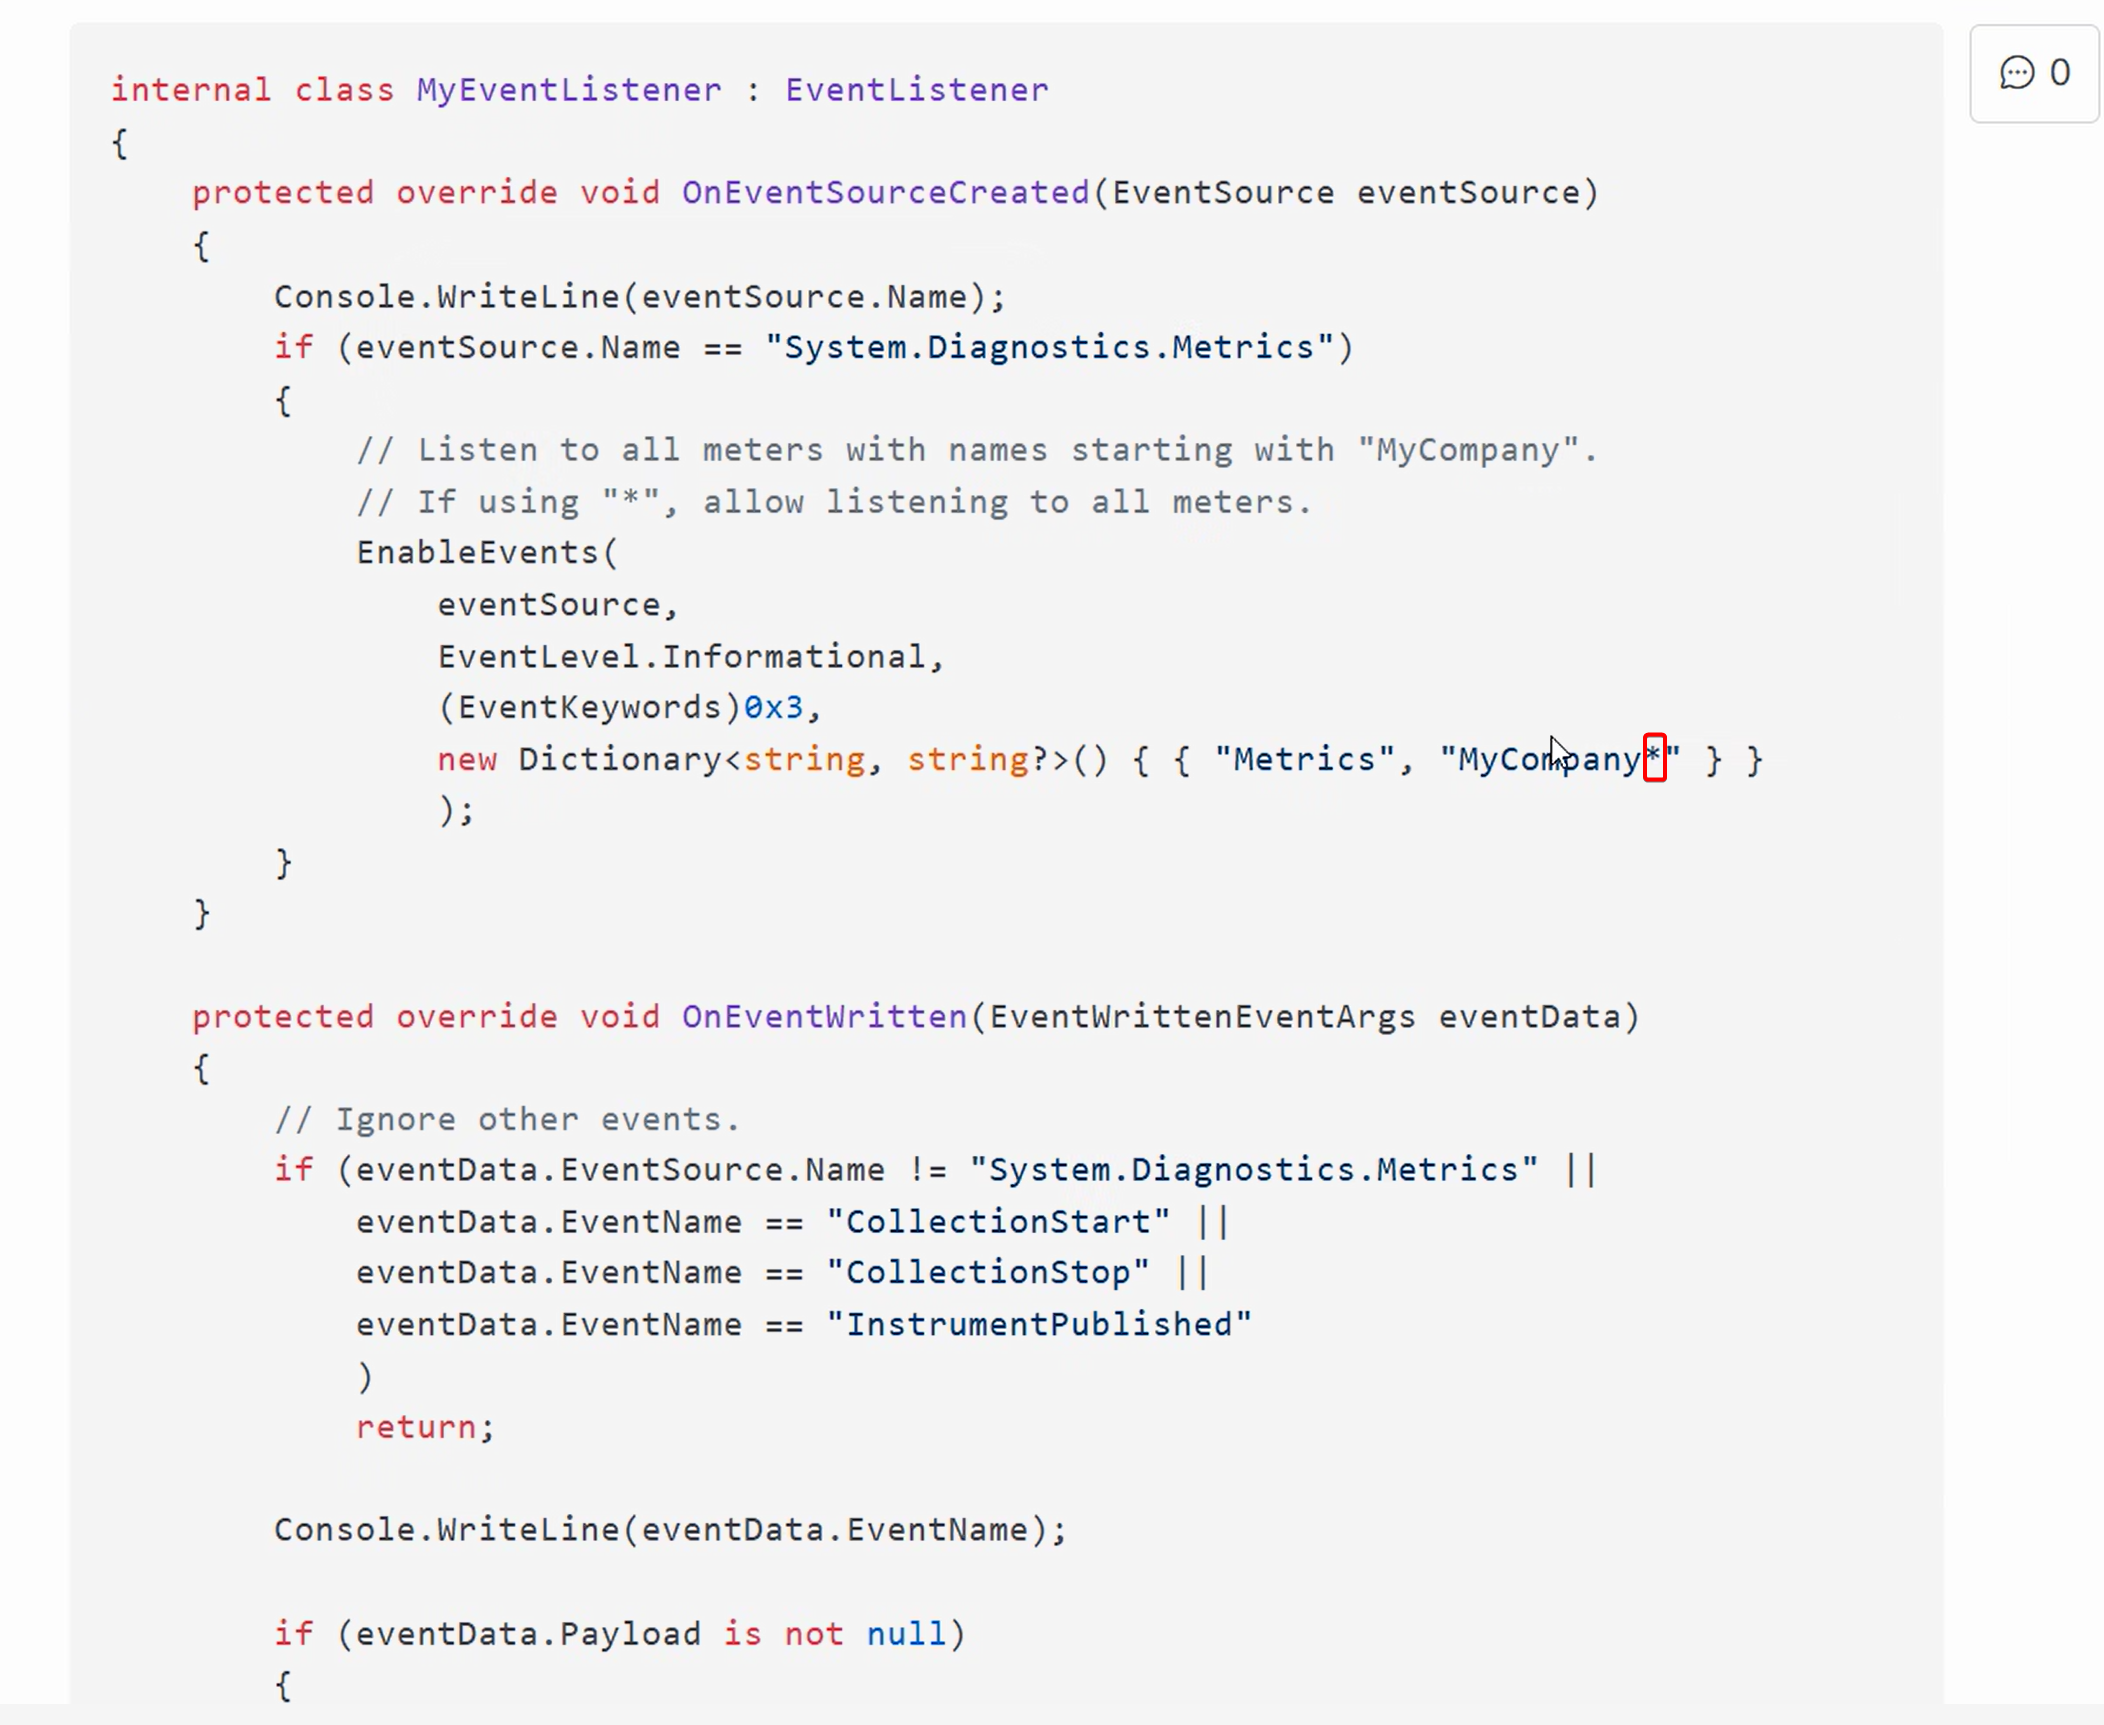 internal class MyEventListener : EventListener
0
{
    protected override void OnEventSourceCreated(EventSource eventSource)
    {
        Console.WriteLine(eventSource.Name);
        if (eventSource.Name == "System.Diagnostics.Metrics")
        {
            // Listen to all meters with names starting with "MyCompany".
            // If using "*", allow listening to all meters.
            EnableEvents(
                eventSource,
                EventLevel.Informational,
                (EventKeywords)0x3,
                new Dictionary<string, string?>() { { "Metrics", "MyCompany*" } }
                );
        }
    }

    protected override void OnEventWritten(EventWrittenEventArgs eventData)
    {
        // Ignore other events.
        if (eventData.EventSource.Name != "System.Diagnostics.Metrics" ||
            eventData.EventName == "CollectionStart" ||
            eventData.EventName == "CollectionStop" ||
            eventData.EventName == "InstrumentPublished"
            )
            return;

        Console.WriteLine(eventData.EventName);

        if (eventData.Payload is not null)
        {